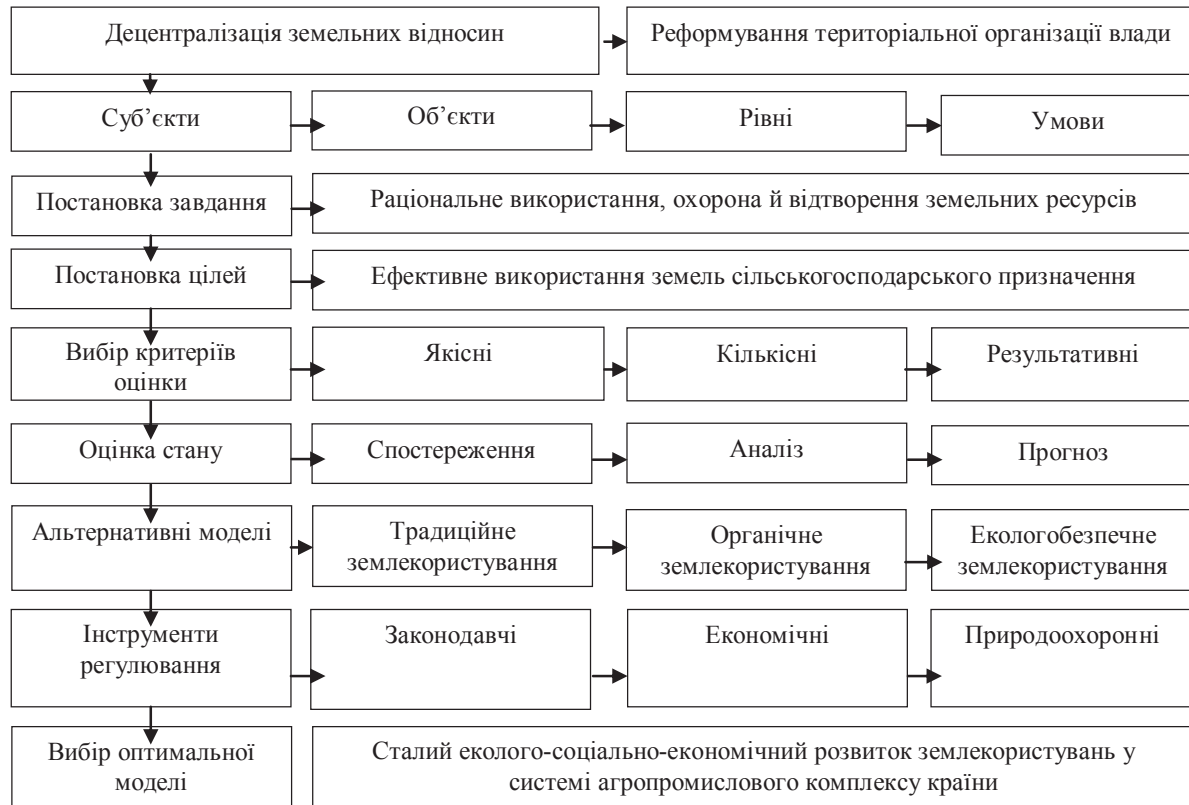 Децентралізація земельних відносин
Реформування територіальної організації влади
Суб’єкти
Об’єкти
Рівні
Умови
Постановка завдання
Раціональне використання, охорона й відтворення земельних ресурсів
Постановка цілей
Ефективне використання земель сільськогосподарського призначення
Вибір критеріїв
оцінки
Якісні
Кількісні
Результативні
Оцінка стану
Спостереження
Аналіз
Прогноз
Альтернативні моделі
Традиційне
землекористування
Органічне
землекористування
Екологобезпечне
землекористування
Інструменти
регулювання
Законодавчі
Економічні
Природоохоронні
Вибір оптимальної
моделі
Сталий еколого-соціально-економічний розвиток землекористувань у
системі агропромислового комплексу країни